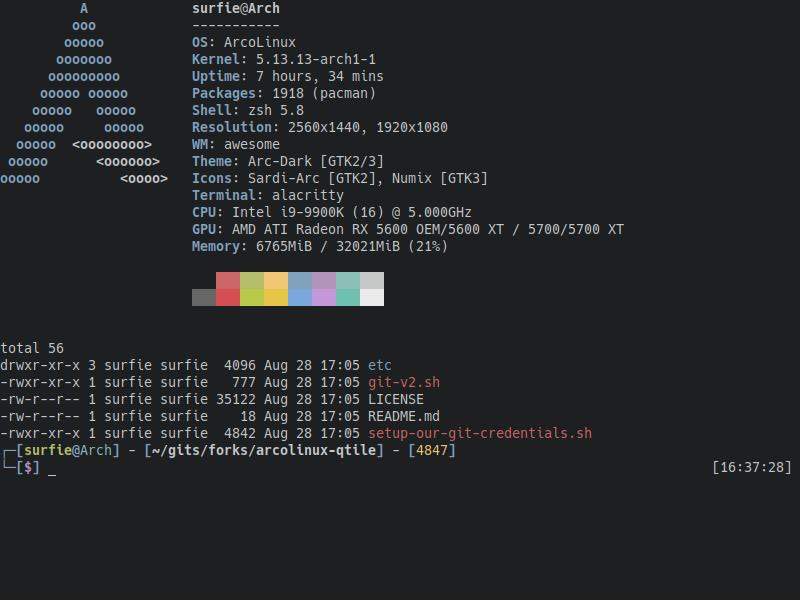 A surfie@Arch
ooo -----------
ooooo OS: ArcoLinux
ooooooo Kernel: 5.13.13-arch1-1
ooooooooo Uptime: 7 hours, 34 mins
ooooo ooooo Packages: 1918 (pacman)
ooooo   ooooo Shell: zsh 5.8
ooooo     ooooo Resolution: 2560x1440, 1920x1080
ooooo  <oooooooo> WM: awesome
ooooo      <oooooo> Theme: Arc-Dark [GTK2/3]
ooooo          <oooo> Icons: Sardi-Arc [GTK2], Numix [GTK3]
Terminal: alacritty
CPU: Intel i9-9900K (16) @ 5.000GHz
GPU: AMD ATI Radeon RX 5600 OEM/5600 XT / 5700/5700 XT
Memory: 6765MiB / 32021MiB (21%)
total 56
drwxr-xr-x 3 surfie surfie  4096 Aug 28 17:05 etc
-rwxr-xr-x 1 surfie surfie   777 Aug 28 17:05 git-v2.sh
-rw-r--r-- 1 surfie surfie 35122 Aug 28 17:05 LICENSE
-rw-r--r-- 1 surfie surfie    18 Aug 28 17:05 README.md
-rwxr-xr-x 1 surfie surfie  4842 Aug 28 17:05 setup-our-git-credentials.sh
┌─[surfie@Arch] - [~/gits/forks/arcolinux-qtile] - [4847]
└─[$] _ [16:37:28]